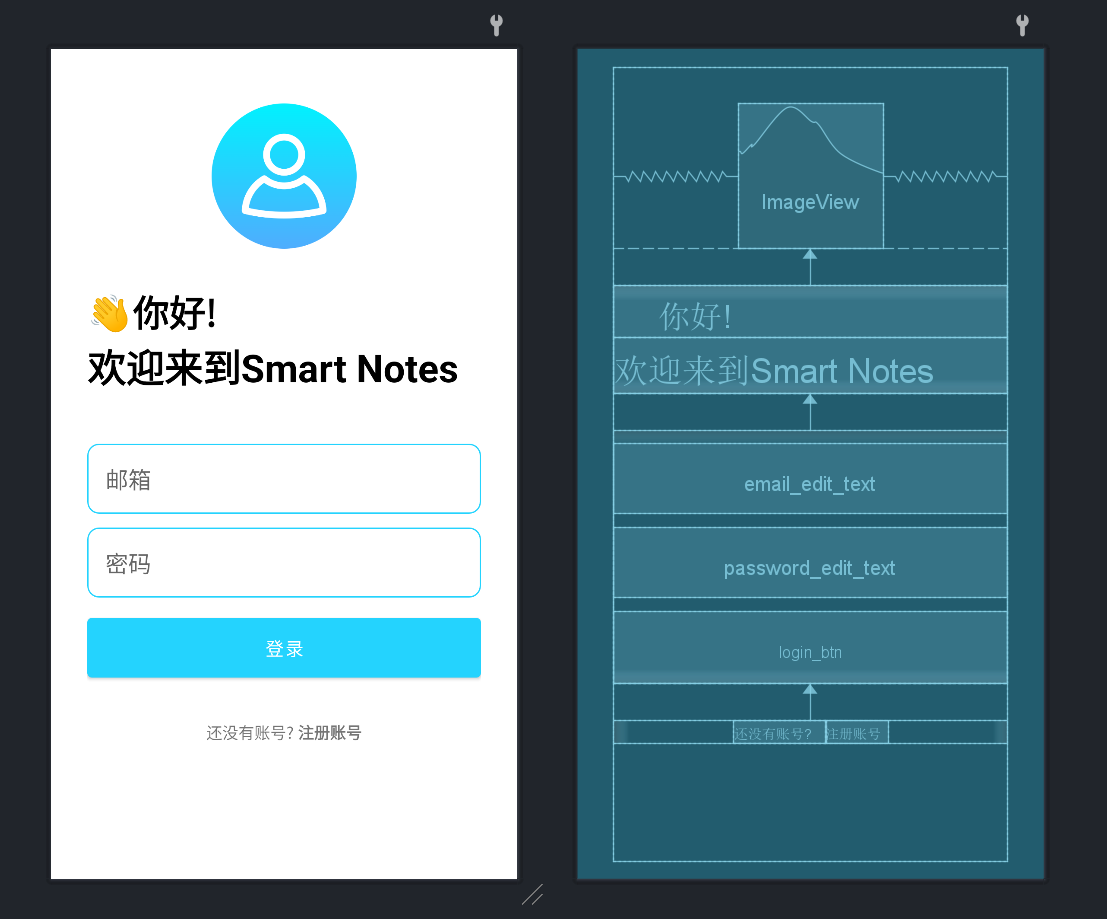 👋你好!
欢迎来到Smart Notes
邮箱
密码
登录
还没有账号? 注册账号
ImageView
你好!
欢迎来到Smart Notes
email_edit_text
password_edit_text
login_btn
还没有账号? 注册账号